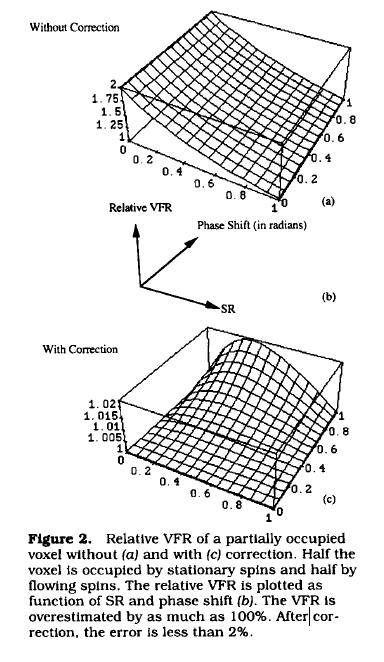 Without Correction
2
1.75
1.5
1.25
1
0
0.2
0.4
0.6
0.8
1
0
0.2
0.4
0.6
0.8
1
(a)
Relative VFR
Phase Shift (in radians)
SR
(b)
With Correction
1.02
1.015
1.01
1.005
1
0
0.2
0.4
0.6
0.8
1
0
0.2
0.4
0.6
0.8
1
(c)
Figure 2. Relative VFR of a partially occupied
voxel without (a) and with (c) correction. Half the
voxel is occupied by stationary spins and half by
flowing spins. The relative VFR is plotted as
function of SR and phase shift (b). The VFR is
overestimated by as much as 100%. After cor-
rection, the error is less than 2%.